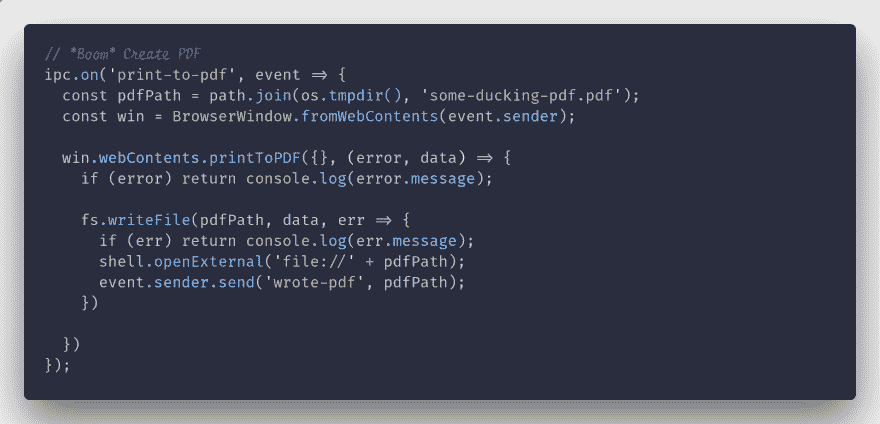 // *Boom* Create PDF
ipc.on('print-to-pdf', event => {
  const pdfPath = path.join(os.tmpdir(), 'some-ducking-pdf.pdf');
  const win = BrowserWindow.fromWebContents(event.sender);

  win.webContents.printToPDF({}, (error, data) => {
    if (error) return console.log(error.message);

    fs.writeFile(pdfPath, data, err => {
      if (err) return console.log(err.message);
      shell.openExternal('file://' + pdfPath);
      event.sender.send('wrote-pdf', pdfPath);
    })

  })
});